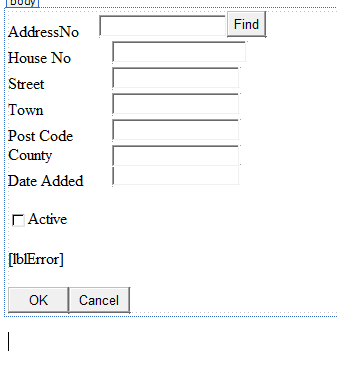 body
AddressNo Find
House No
Street
Town
Post Code
County
Date Added
Active
[lblError]
OK Cancel